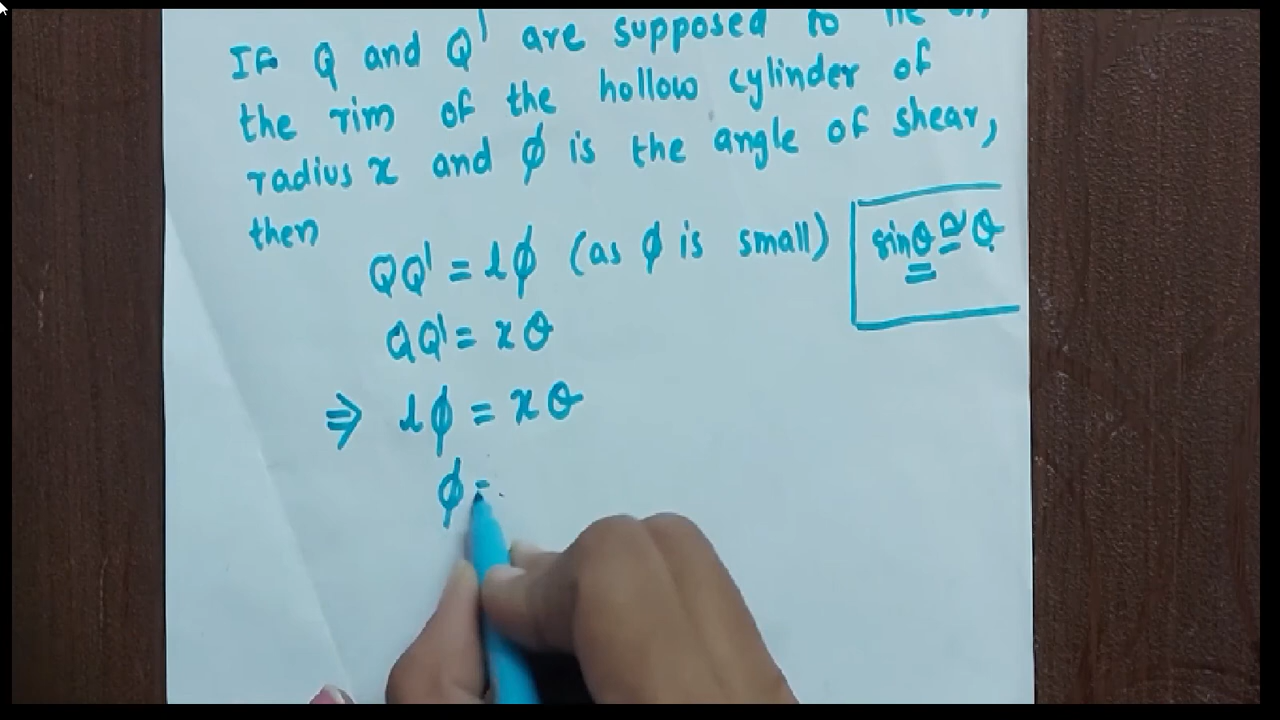 If Q and Q' are supposed to lie on
the rim of the hollow cylinder of
radius x and ϕ is the angle of shear,
then
QQ' = lϕ (as ϕ is small) sinθ ≅ θ
QQ' = xθ
⇒ lϕ = xθ
ϕ =